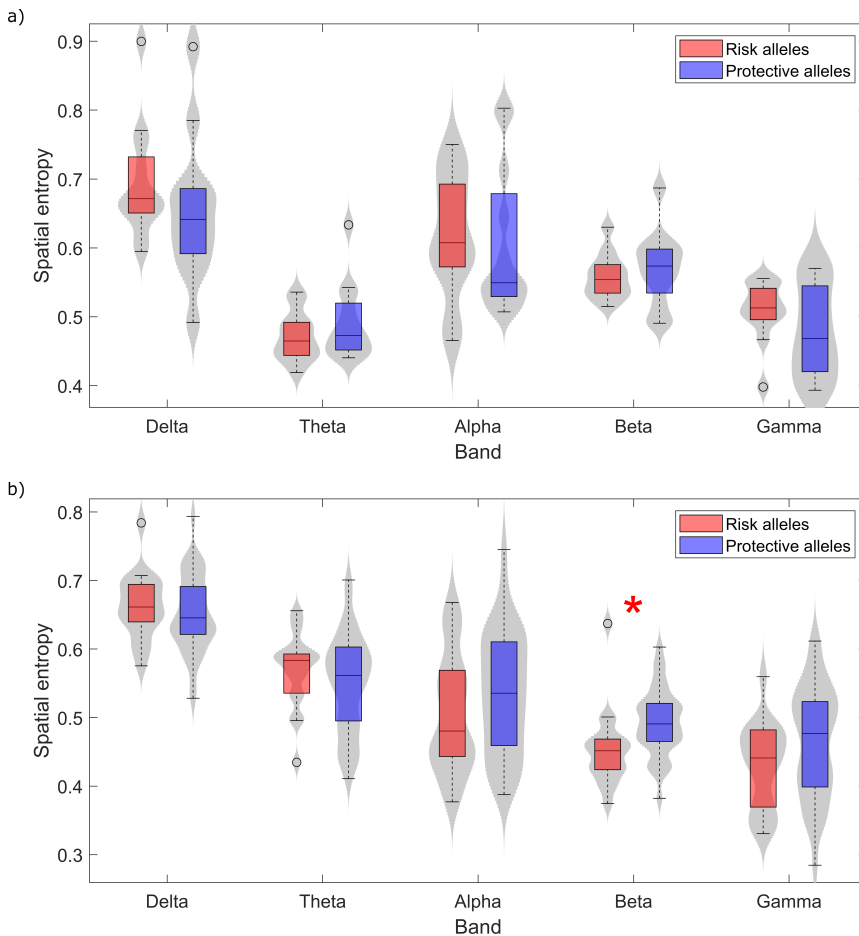 a)
0.9
0.8
0.7
0.6
0.5
0.4
Spatial entropy
Risk alleles
Protective alleles
Delta Theta Alpha Beta Gamma
Band
b)
0.8
0.7
0.6
0.5
0.4
0.3
Spatial entropy
Risk alleles
Protective alleles
*
Delta Theta Alpha Beta Gamma
Band